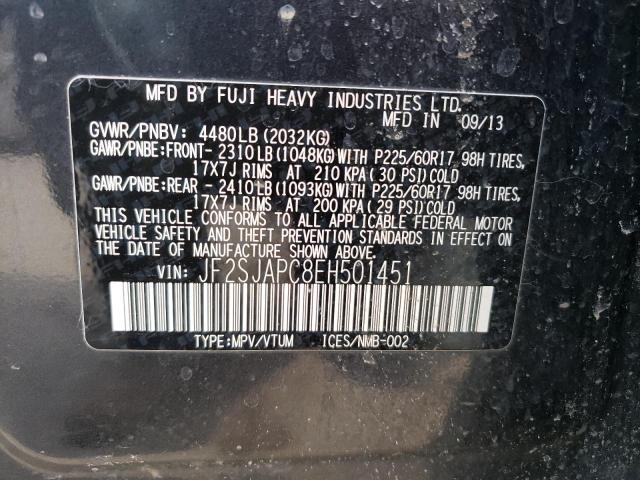 MFD BY FUJI HEAVY INDUSTRIES LTD.
MFD IN 09/13
GVWR/PNBV: 4480LB (2032KG)
GAWR/PNBE:FRONT- 2310LB (1048KG) WITH P225/60R17 98H TIRES,
17X7J RIMS AT 210 KPA ( 30 PSI) COLD
GAWR/PNBE:REAR - 2410LB (1093KG) WITH P225/60R17 98H TIRES,
17X7J RIMS AT 200 KPA ( 29 PSI) COLD
THIS VEHICLE CONFORMS TO ALL APPLICABLE FEDERAL MOTOR
VEHICLE SAFETY AND THEFT PREVENTION STANDARDS IN EFFECT ON
THE DATE OF MANUFACTURE SHOWN ABOVE.
VIN: JF2SJAPC8EH501451
TYPE:MPV/VTUM ICES/NMB-002